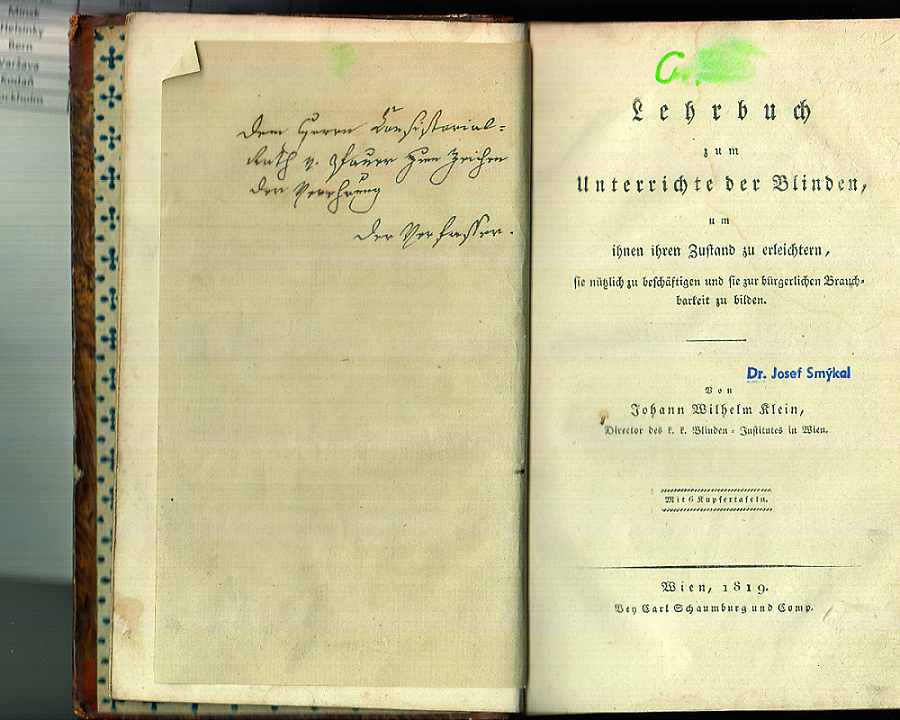 Minsk
Helsinky
Bern
Varšava
Kodaň
ockholm
Dem Herrn Consistorial-
Rath v. zum Zeichen
der Verehrung
Der Verfasser.
C
Lehrbuch
zum
Unterrichte der Blinden,
um
ihnen ihren Zustand zu erleichtern,
sie nützlich zu beschäftigen und sie zur bürgerlichen Brauch-
barkeit zu bilden.
Dr. Josef Smýkal
Von
Johann Wilhelm Klein,
Director des k. k. Blinden-Institutes in Wien.
Mit 6 Kupfertafeln.
Wien, 1819.
Bey Carl Schaumburg und Comp.